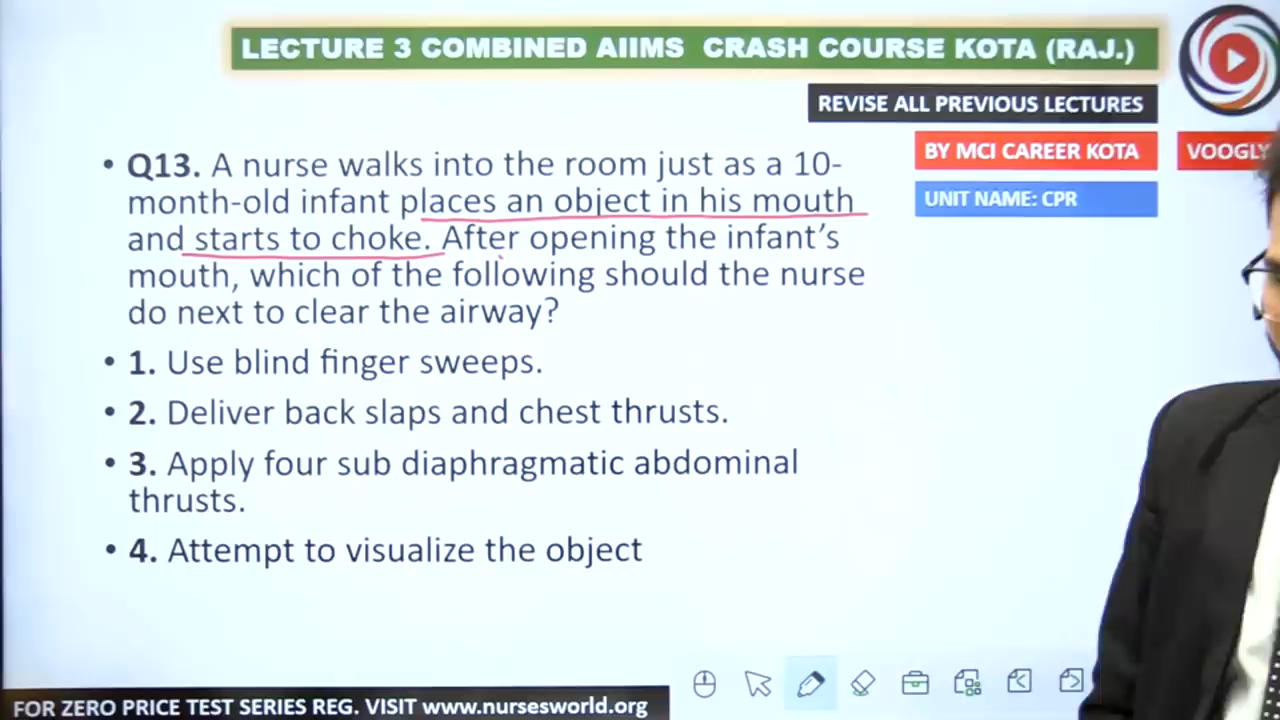 LECTURE 3 COMBINED AIIMS CRASH COURSE KOTA (RAJ.)
REVISE ALL PREVIOUS LECTURES
BY MCI CAREER KOTA
VOOGLY
UNIT NAME: CPR
• Q13. A nurse walks into the room just as a 10-
month-old infant places an object in his mouth
and starts to choke. After opening the infant’s
mouth, which of the following should the nurse
do next to clear the airway?
• 1. Use blind finger sweeps.
• 2. Deliver back slaps and chest thrusts.
• 3. Apply four sub diaphragmatic abdominal
thrusts.
• 4. Attempt to visualize the object
FOR ZERO PRICE TEST SERIES REG. VISIT www.nursesworld.org